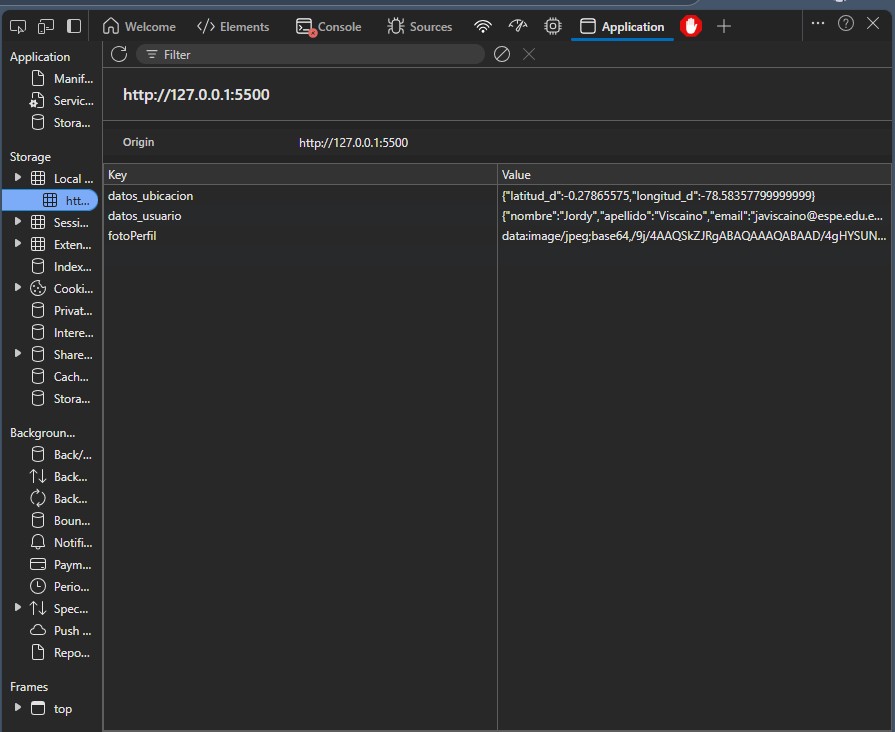 Welcome Elements Console Sources Application
Application
Filter
Manif...
Servic...
Stora...
http://127.0.0.1:5500
Origin http://127.0.0.1:5500
Storage
Local ...
htt...
Sessi...
Exten...
Index...
Cooki...
Privat...
Intere...
Share...
Cach...
Stora...
Key Value
datos_ubicacion {"latitud_d":-0.27865575,"longitud_d":-78.58357799999999}
datos_usuario {"nombre":"Jordy","apellido":"Viscaino","email":"javiscaino@espe.edu.e...
fotoPerfil data:image/jpeg;base64,/9j/4AAQSkZJRgABAQAAAQABAAD/4gHYSUN...
Backgroun...
Back/...
Back...
Back...
Boun...
Notifi...
Paym...
Perio...
Spec...
Push ...
Repo...
Frames
top